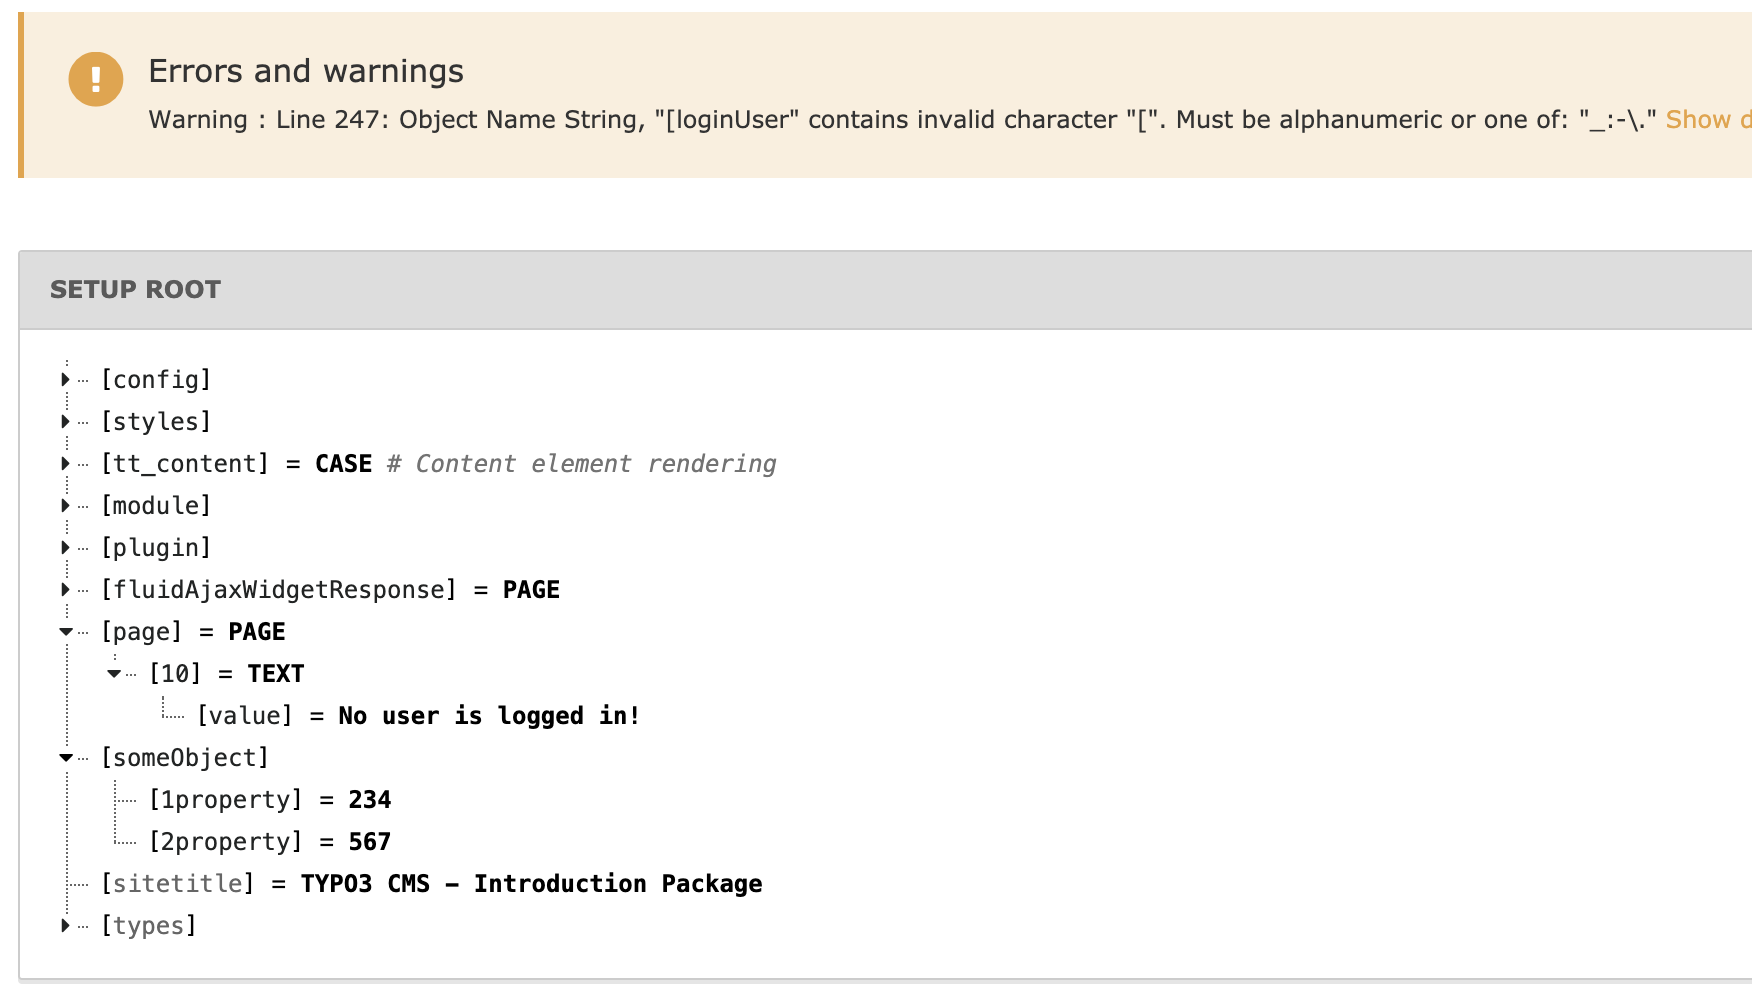 !
Errors and warnings
Warning : Line 247: Object Name String, "[loginUser" contains invalid character "[". Must be alphanumeric or one of: "_:-\." Show
SETUP ROOT
[config]
[styles]
[tt_content] = CASE # Content element rendering
[module]
[plugin]
[fluidAjaxWidgetResponse] = PAGE
[page] = PAGE
[10] = TEXT
[value] = No user is logged in!
[someObject]
[1property] = 234
[2property] = 567
[sitetitle] = TYPO3 CMS – Introduction Package
[types]